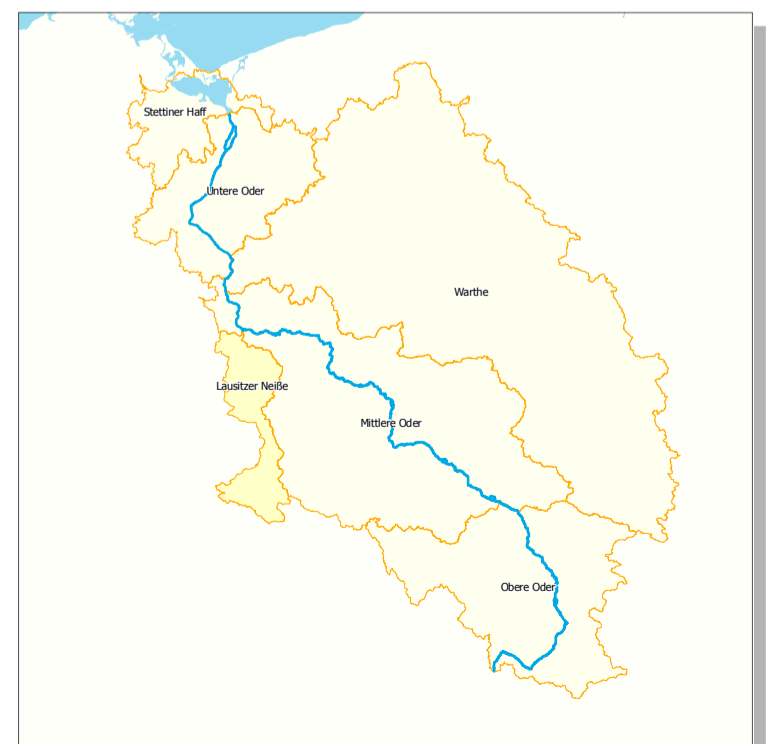 Stettiner Haff
Untere Oder
Warthe
Lausitzer Neiße
Mittlere Oder
Obere Oder